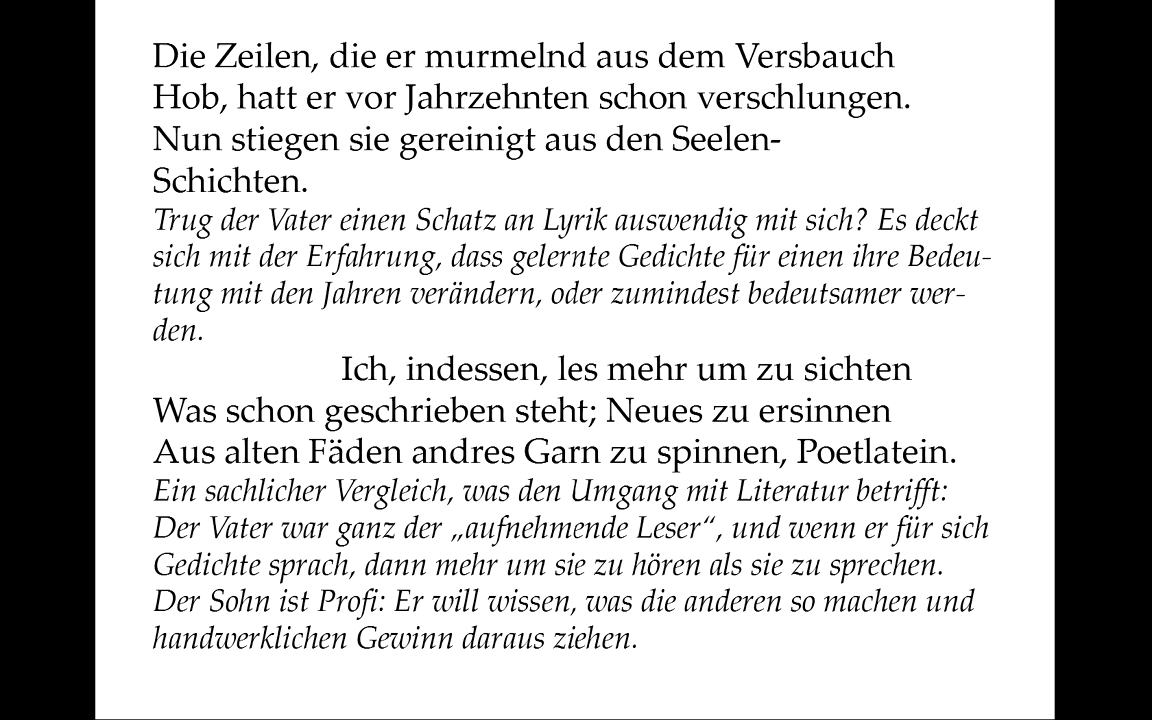 Die Zeilen, die er murmelnd aus dem Versbauch
Hob, hatt er vor Jahrzehnten schon verschlungen.
Nun stiegen sie gereinigt aus den Seelen-
Schichten.
Trug der Vater einen Schatz an Lyrik auswendig mit sich? Es deckt
sich mit der Erfahrung, dass gelernte Gedichte für einen ihre Bedeu-
tung mit den Jahren verändern, oder zumindest bedeutsamer wer-
den.
Ich, indessen, les mehr um zu sichten
Was schon geschrieben steht; Neues zu ersinnen
Aus alten Fäden andres Garn zu spinnen, Poetlatein.
Ein sachlicher Vergleich, was den Umgang mit Literatur betrifft:
Der Vater war ganz der „aufnehmende Leser“, und wenn er für sich
Gedichte sprach, dann mehr um sie zu hören als sie zu sprechen.
Der Sohn ist Profi: Er will wissen, was die anderen so machen und
handwerklichen Gewinn daraus ziehen.